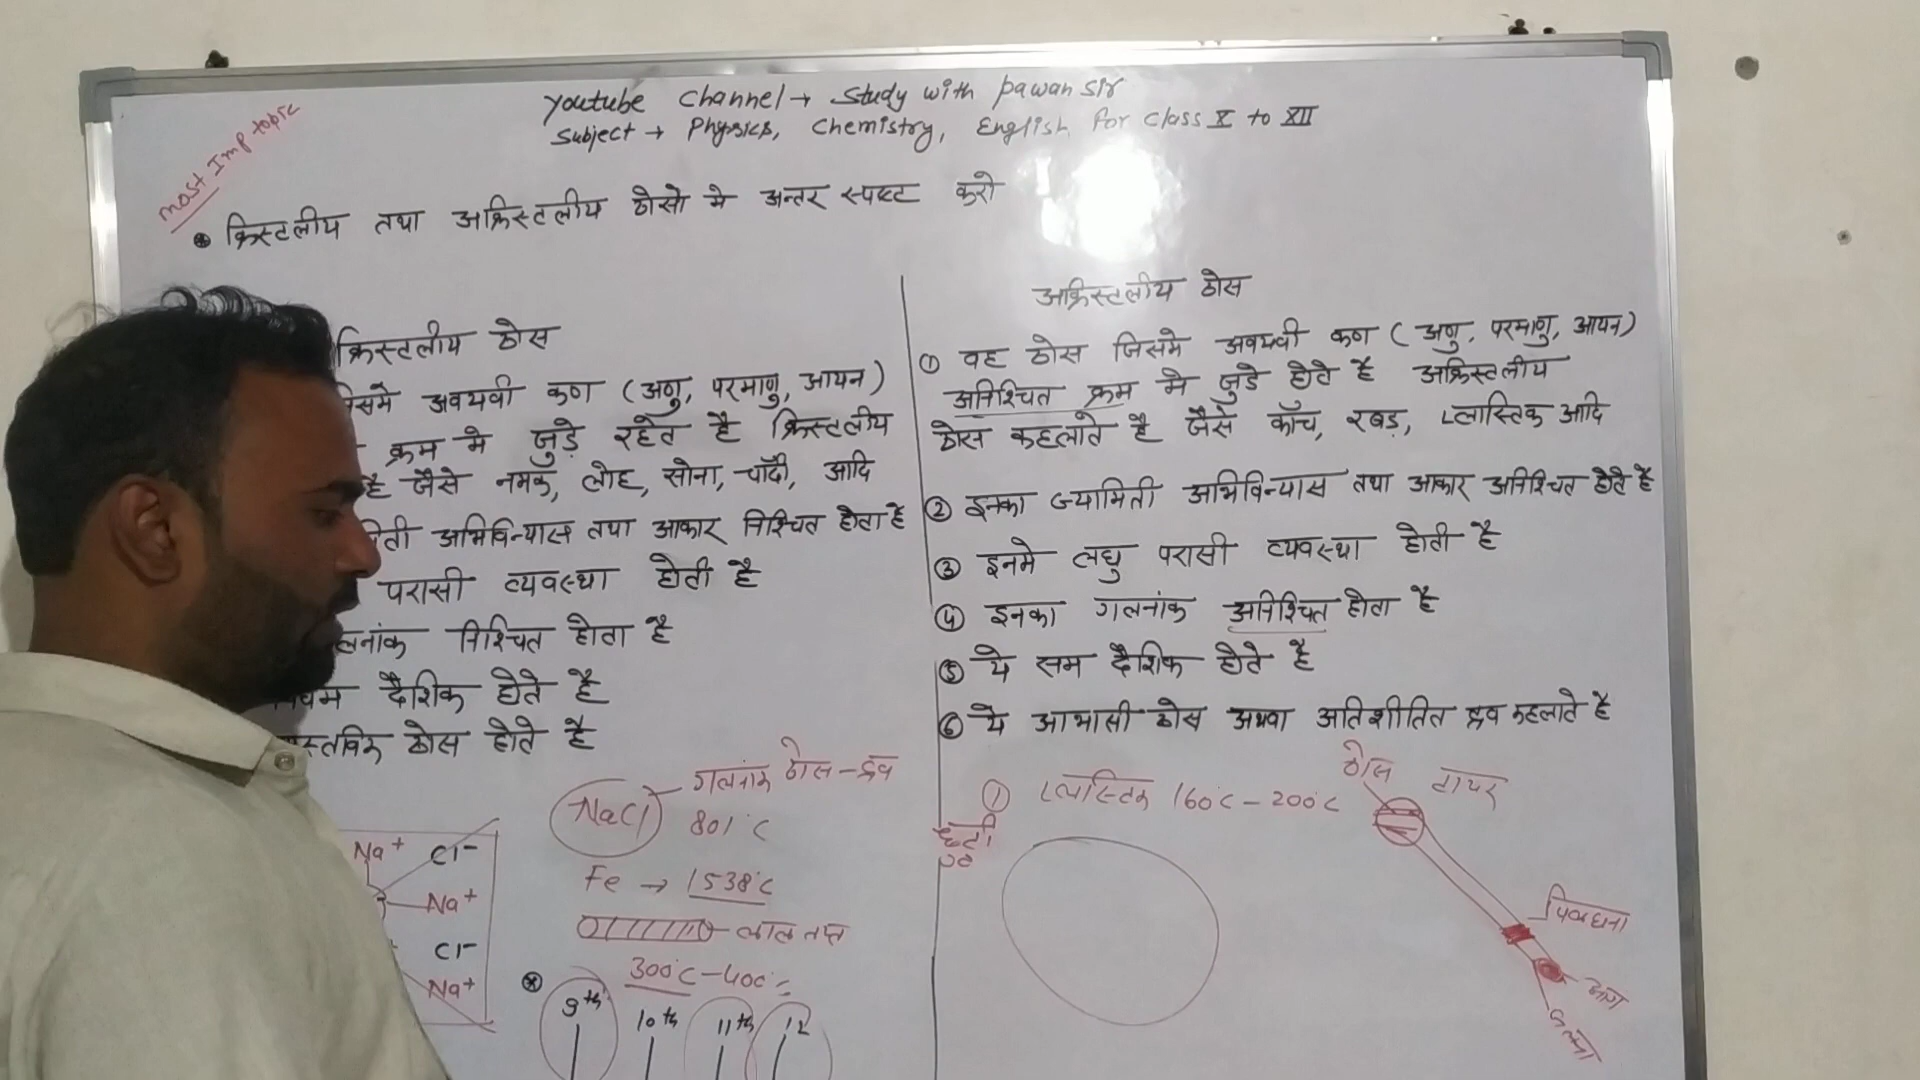 Youtube channel → Study with pawan sir
Subject → Physics, Chemistry, English for class X to XII
most Imp topic
क्रिस्टलीय तथा अक्रिस्टलीय ठोसो मे अन्तर स्पष्ट करो
क्रिस्टलीय ठोस
अवयवी कण (अणु, परमाणु, आयन)
क्रम मे जुड़े रहेते है क्रिस्टलीय
है जैसे नमक, लोह, सोना, चाँदी, आदि
अभिविन्यास तथा आकार निश्चित होता है
परासी व्यवस्था होती है
निश्चित होता है
दैशिक होते है
ठोस होते है
अक्रिस्टलीय ठोस
① वह ठोस जिसमे अवयवी कण (अणु, परमाणु, आयन)
अनिश्चित क्रम मे जुडे होते है अक्रिस्टलीय
ठोस कहलाते है जैसे काँच, रबड़, प्लास्टिक आदि
② इनका ज्यामिती अभिविन्यास तथा आकार अनिश्चित होते है
③ इनमे लघु परासी व्यवस्था होती है
④ इनका गलनांक अनिश्चित होता है
⑤ ये सम दैशिक होते है
⑥ ये आभासी ठोस अथवा अतिशीतित द्रव कहलाते है
NaCl गलनांक ठोस - द्रव
801°C
Fe → 1538°C
लाल तप्त
300°C - 400°C
9th 10th 11th 12
Na+ Cl-
Na+
Cl-
Na+
① प्लास्टिक 160°C - 200°C
ठोस टायर
पिघलना
आग
जलना